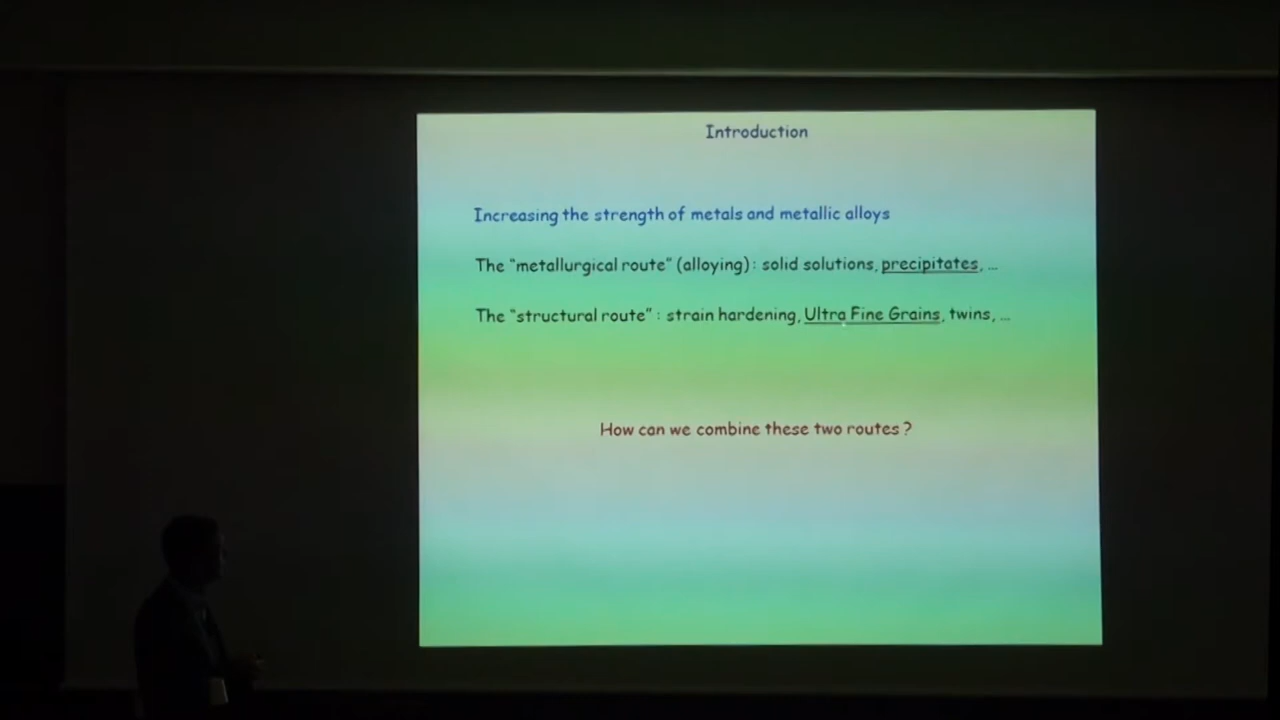 Introduction
Increasing the strength of metals and metallic alloys
The "metallurgical route" (alloying) : solid solutions, precipitates, ...
The "structural route" : strain hardening, Ultra Fine Grains, twins, ...
How can we combine these two routes ?